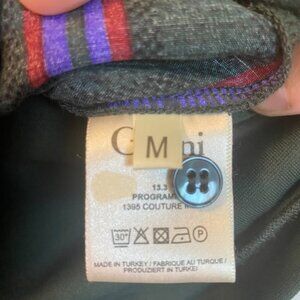 M
13.3
PROGRAM
1395 COUTURE
30°
P
MADE IN TURKEY / FABRIQUE AU TURQUIE /
PRODUZIERT IN TURKEI